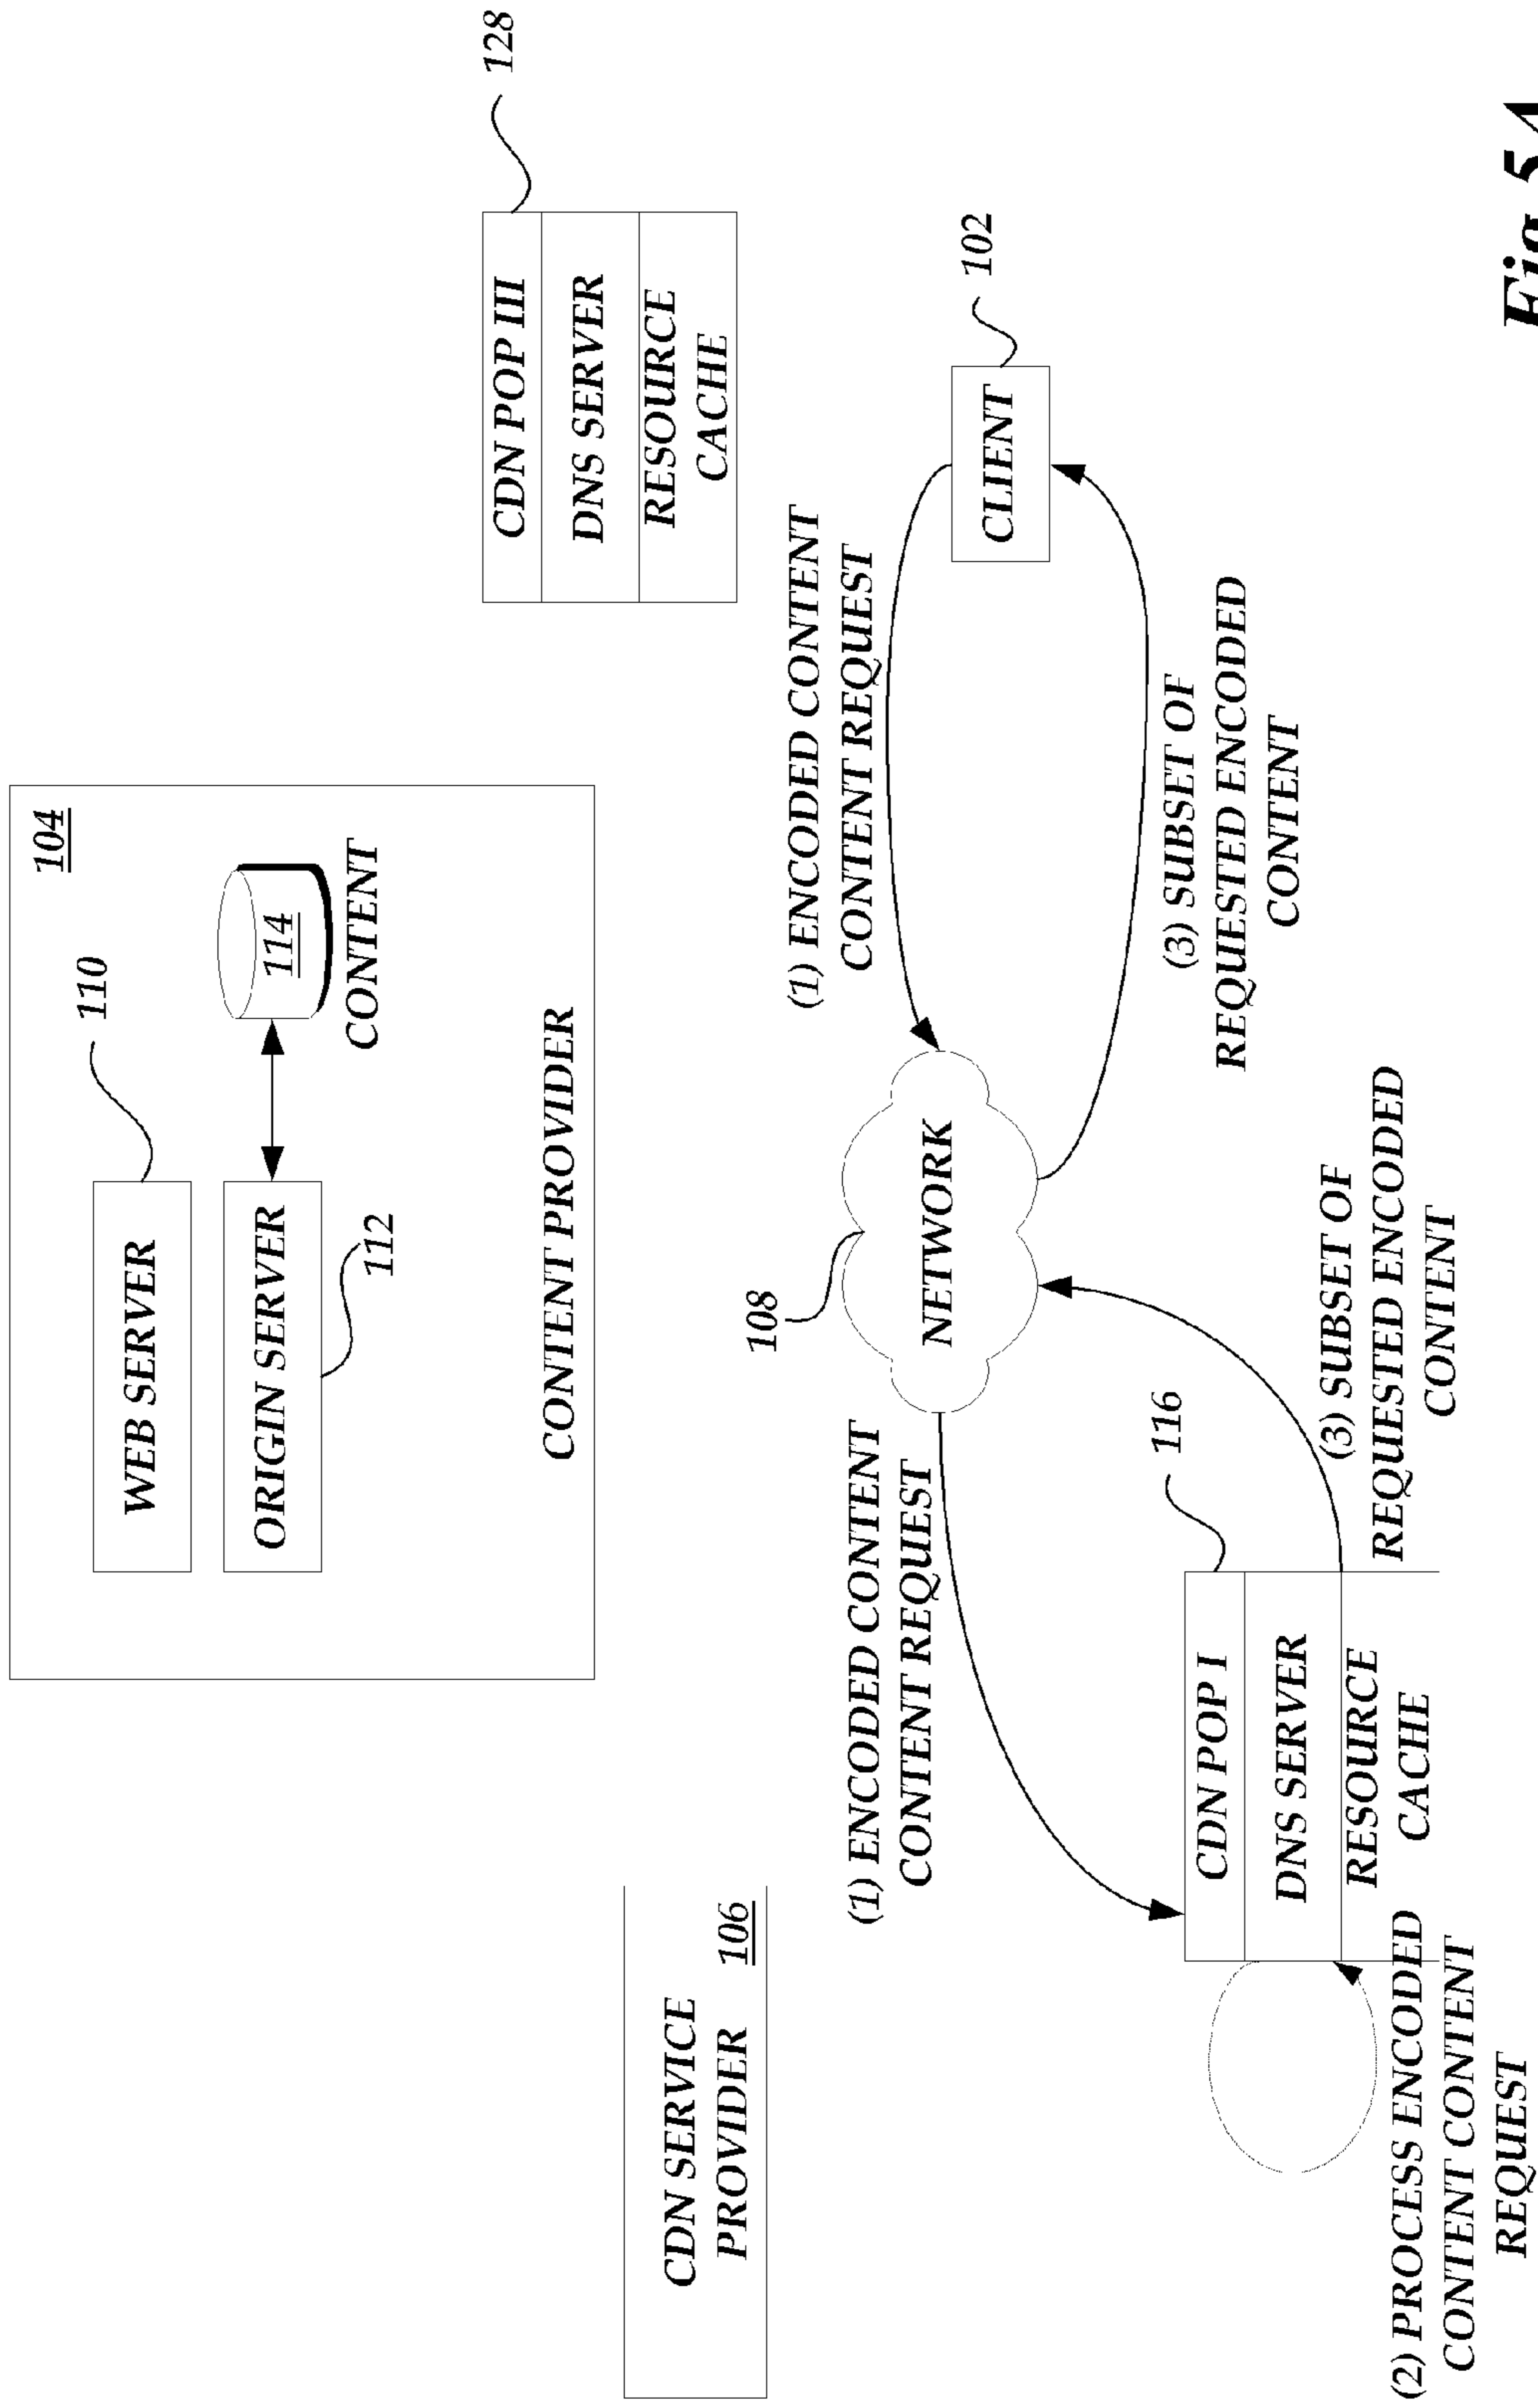 104
110
WEB SERVER
114
ORIGIN SERVER
112
CONTENT
CONTENT PROVIDER
CDN SERVICE
PROVIDER 106
128
CDN POP III
DNS SERVER
RESOURCE
CACHE
108
NETWORK
(1) ENCODED CONTENT
CONTENT REQUEST
102
CLIENT
(1) ENCODED CONTENT
CONTENT REQUEST
(3) SUBSET OF
REQUESTED ENCODED
CONTENT
116
CDN POP I
DNS SERVER
RESOURCE
CACHE
(3) SUBSET OF
REQUESTED ENCODED
CONTENT
(2) PROCESS ENCODED
CONTENT CONTENT
REQUEST
Fig.5A